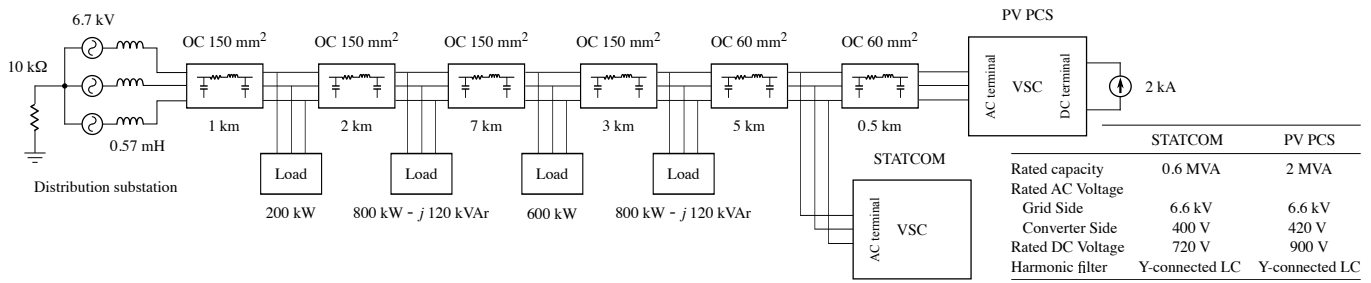 6.7 kV
10 kΩ
0.57 mH
Distribution substation
OC 150 mm²
1 km
OC 150 mm²
2 km
OC 150 mm²
7 km
OC 150 mm²
3 km
OC 60 mm²
5 km
OC 60 mm²
0.5 km
Load
200 kW
Load
800 kW - j 120 kVAr
Load
600 kW
Load
800 kW - j 120 kVAr
PV PCS
AC terminal
VSC
DC terminal
2 kA
STATCOM
AC terminal
VSC
STATCOM PV PCS
Rated capacity 0.6 MVA 2 MVA
Rated AC Voltage
Grid Side 6.6 kV 6.6 kV
Converter Side 400 V 420 V
Rated DC Voltage 720 V 900 V
Harmonic filter Y-connected LC Y-connected LC